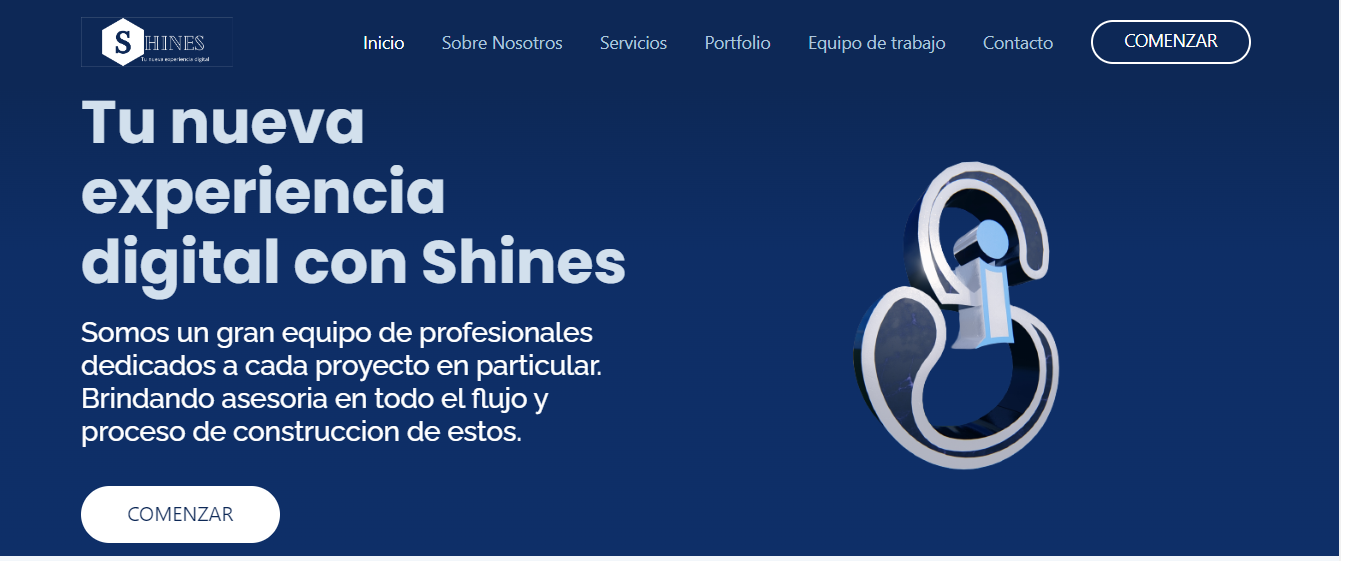 SHINES
Tu nueva experiencia digital
Inicio
Sobre Nosotros
Servicios
Portfolio
Equipo de trabajo
Contacto
COMENZAR
Tu nueva
experiencia
digital con Shines
Somos un gran equipo de profesionales
dedicados a cada proyecto en particular.
Brindando asesoria en todo el flujo y
proceso de construccion de estos.
COMENZAR